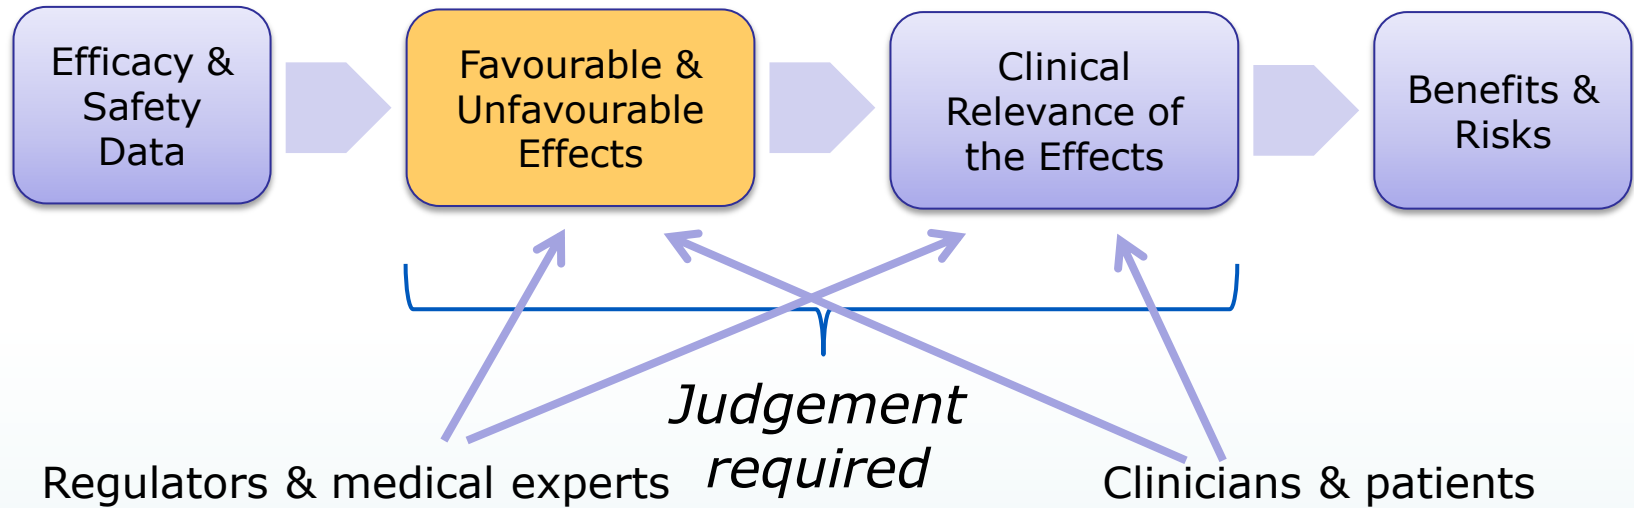 Efficacy &
Safety
Data
Favourable &
Unfavourable
Effects
Clinical
Relevance of
the Effects
Benefits &
Risks
Judgement
required
Regulators & medical experts
Clinicians & patients